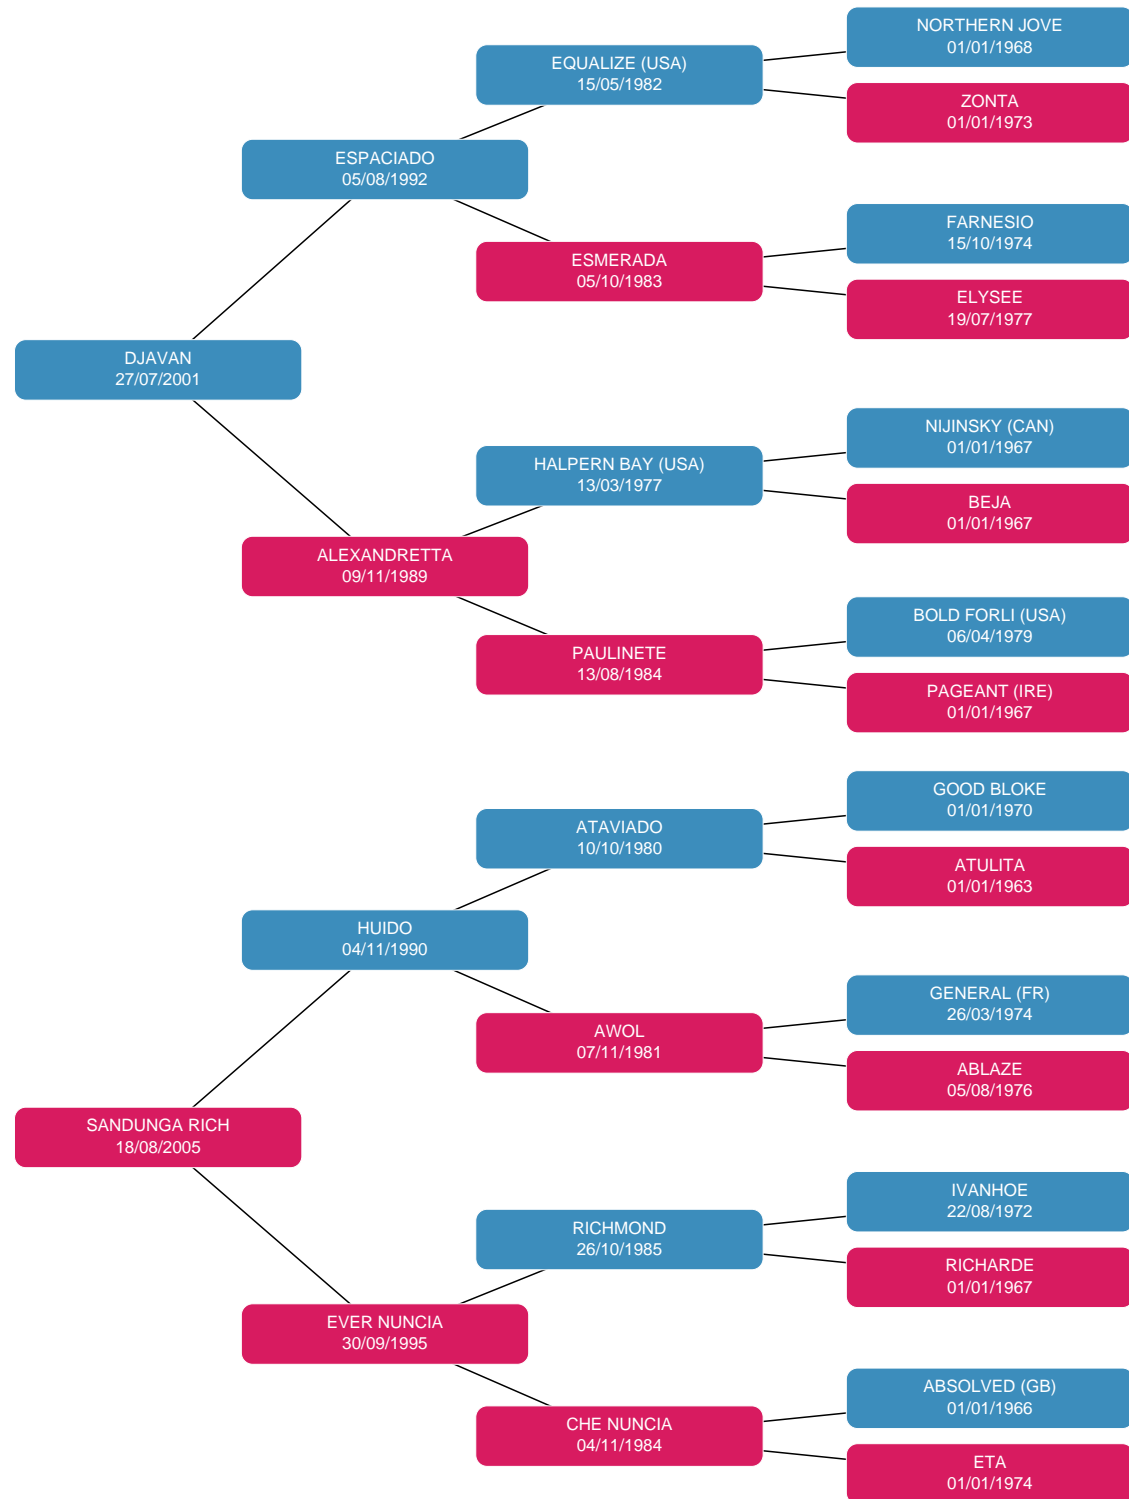 NORTHERN JOVE
01/01/1968
EQUALIZE (USA)
15/05/1982
ZONTA
01/01/1973
ESPACIADO
05/08/1992
FARNESIO
15/10/1974
ESMERADA
05/10/1983
ELYSEE
19/07/1977
DJAVAN
27/07/2001
NIJINSKY (CAN)
01/01/1967
HALPERN BAY (USA)
13/03/1977
BEJA
01/01/1967
ALEXANDRETTA
09/11/1989
BOLD FORLI (USA)
06/04/1979
PAULINETE
13/08/1984
PAGEANT (IRE)
01/01/1967
GOOD BLOKE
01/01/1970
ATAVIADO
10/10/1980
ATULITA
01/01/1963
HUIDO
04/11/1990
GENERAL (FR)
26/03/1974
AWOL
07/11/1981
ABLAZE
05/08/1976
SANDUNGA RICH
18/08/2005
IVANHOE
22/08/1972
RICHMOND
26/10/1985
RICHARDE
01/01/1967
EVER NUNCIA
30/09/1995
ABSOLVED (GB)
01/01/1966
CHE NUNCIA
04/11/1984
ETA
01/01/1974